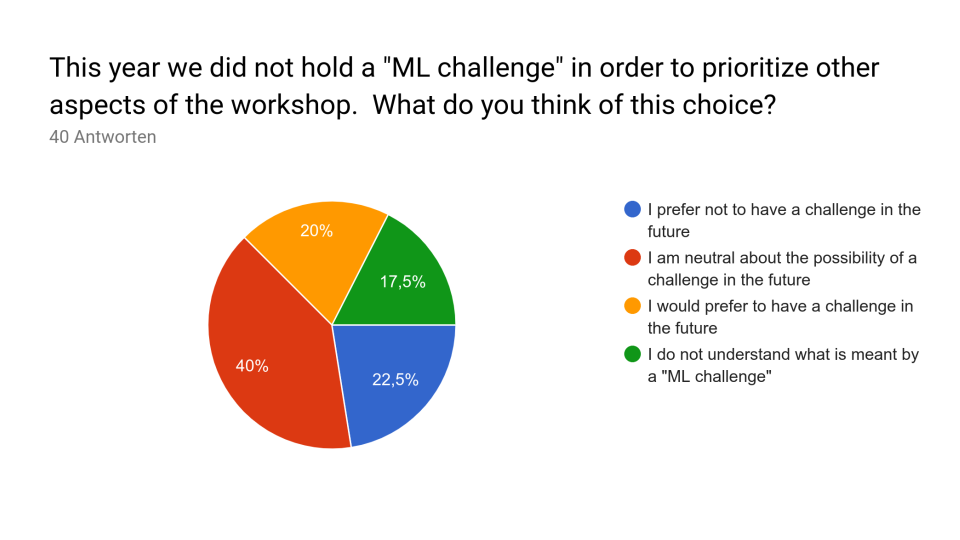 This year we did not hold a "ML challenge" in order to prioritize other
aspects of the workshop.  What do you think of this choice?
40 Antworten
20%
17,5%
40%
22,5%
I prefer not to have a challenge in the
future
I am neutral about the possibility of a
challenge in the future
I would prefer to have a challenge in
the future
I do not understand what is meant by
a "ML challenge"